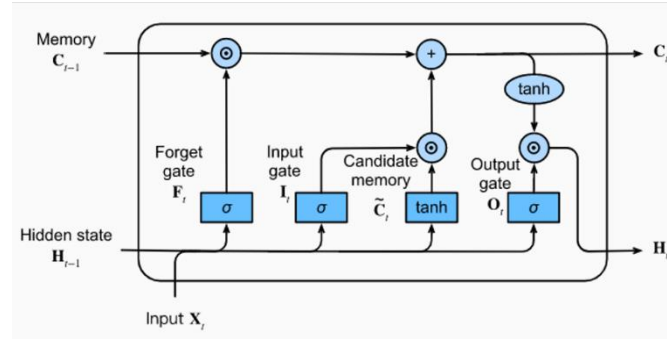 Memory
C_{t-1}
⊙
+
C_t
tanh
Forget
gate
F_t
Input
gate
I_t
Candidate
memory
C̃_t
⊙
Output
gate
O_t
⊙
σ
σ
tanh
σ
Hidden state
H_{t-1}
H_t
Input X_t